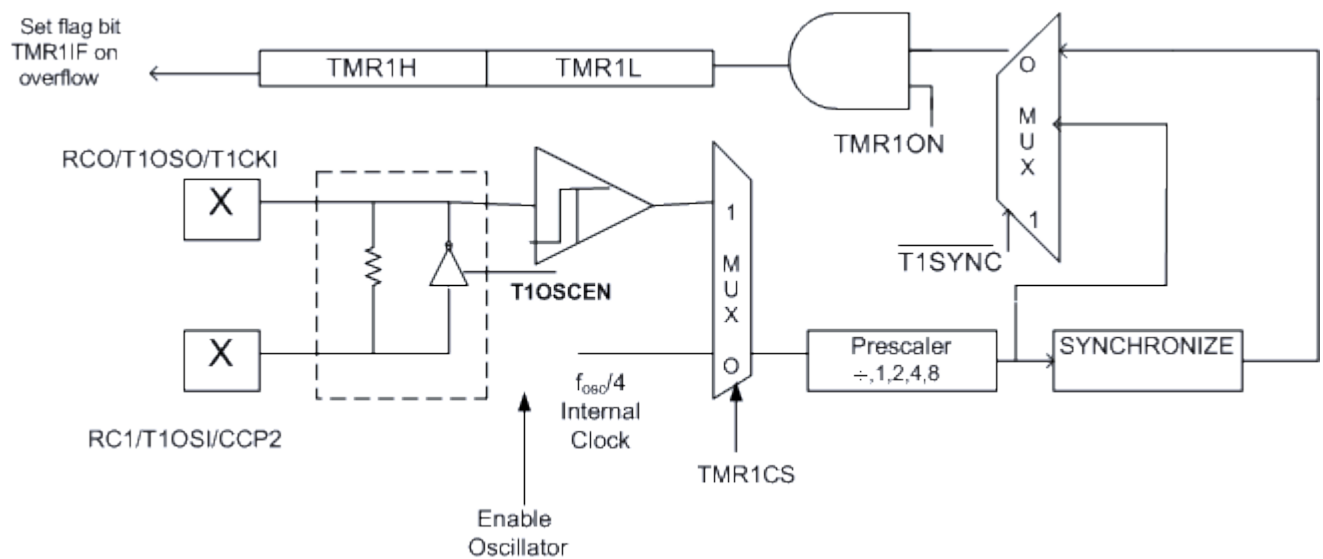 Set flag bit
TMR1IF on
overflow
TMR1H
TMR1L
TMR1ON
O
M
U
X
1
T1SYNC
RCO/T1OSO/T1CKI
X
T1OSCEN
1
M
U
X
O
X
RC1/T1OSI/CCP2
fosc/4
Internal
Clock
Prescaler
÷,1,2,4,8
SYNCHRONIZE
TMR1CS
Enable
Oscillator